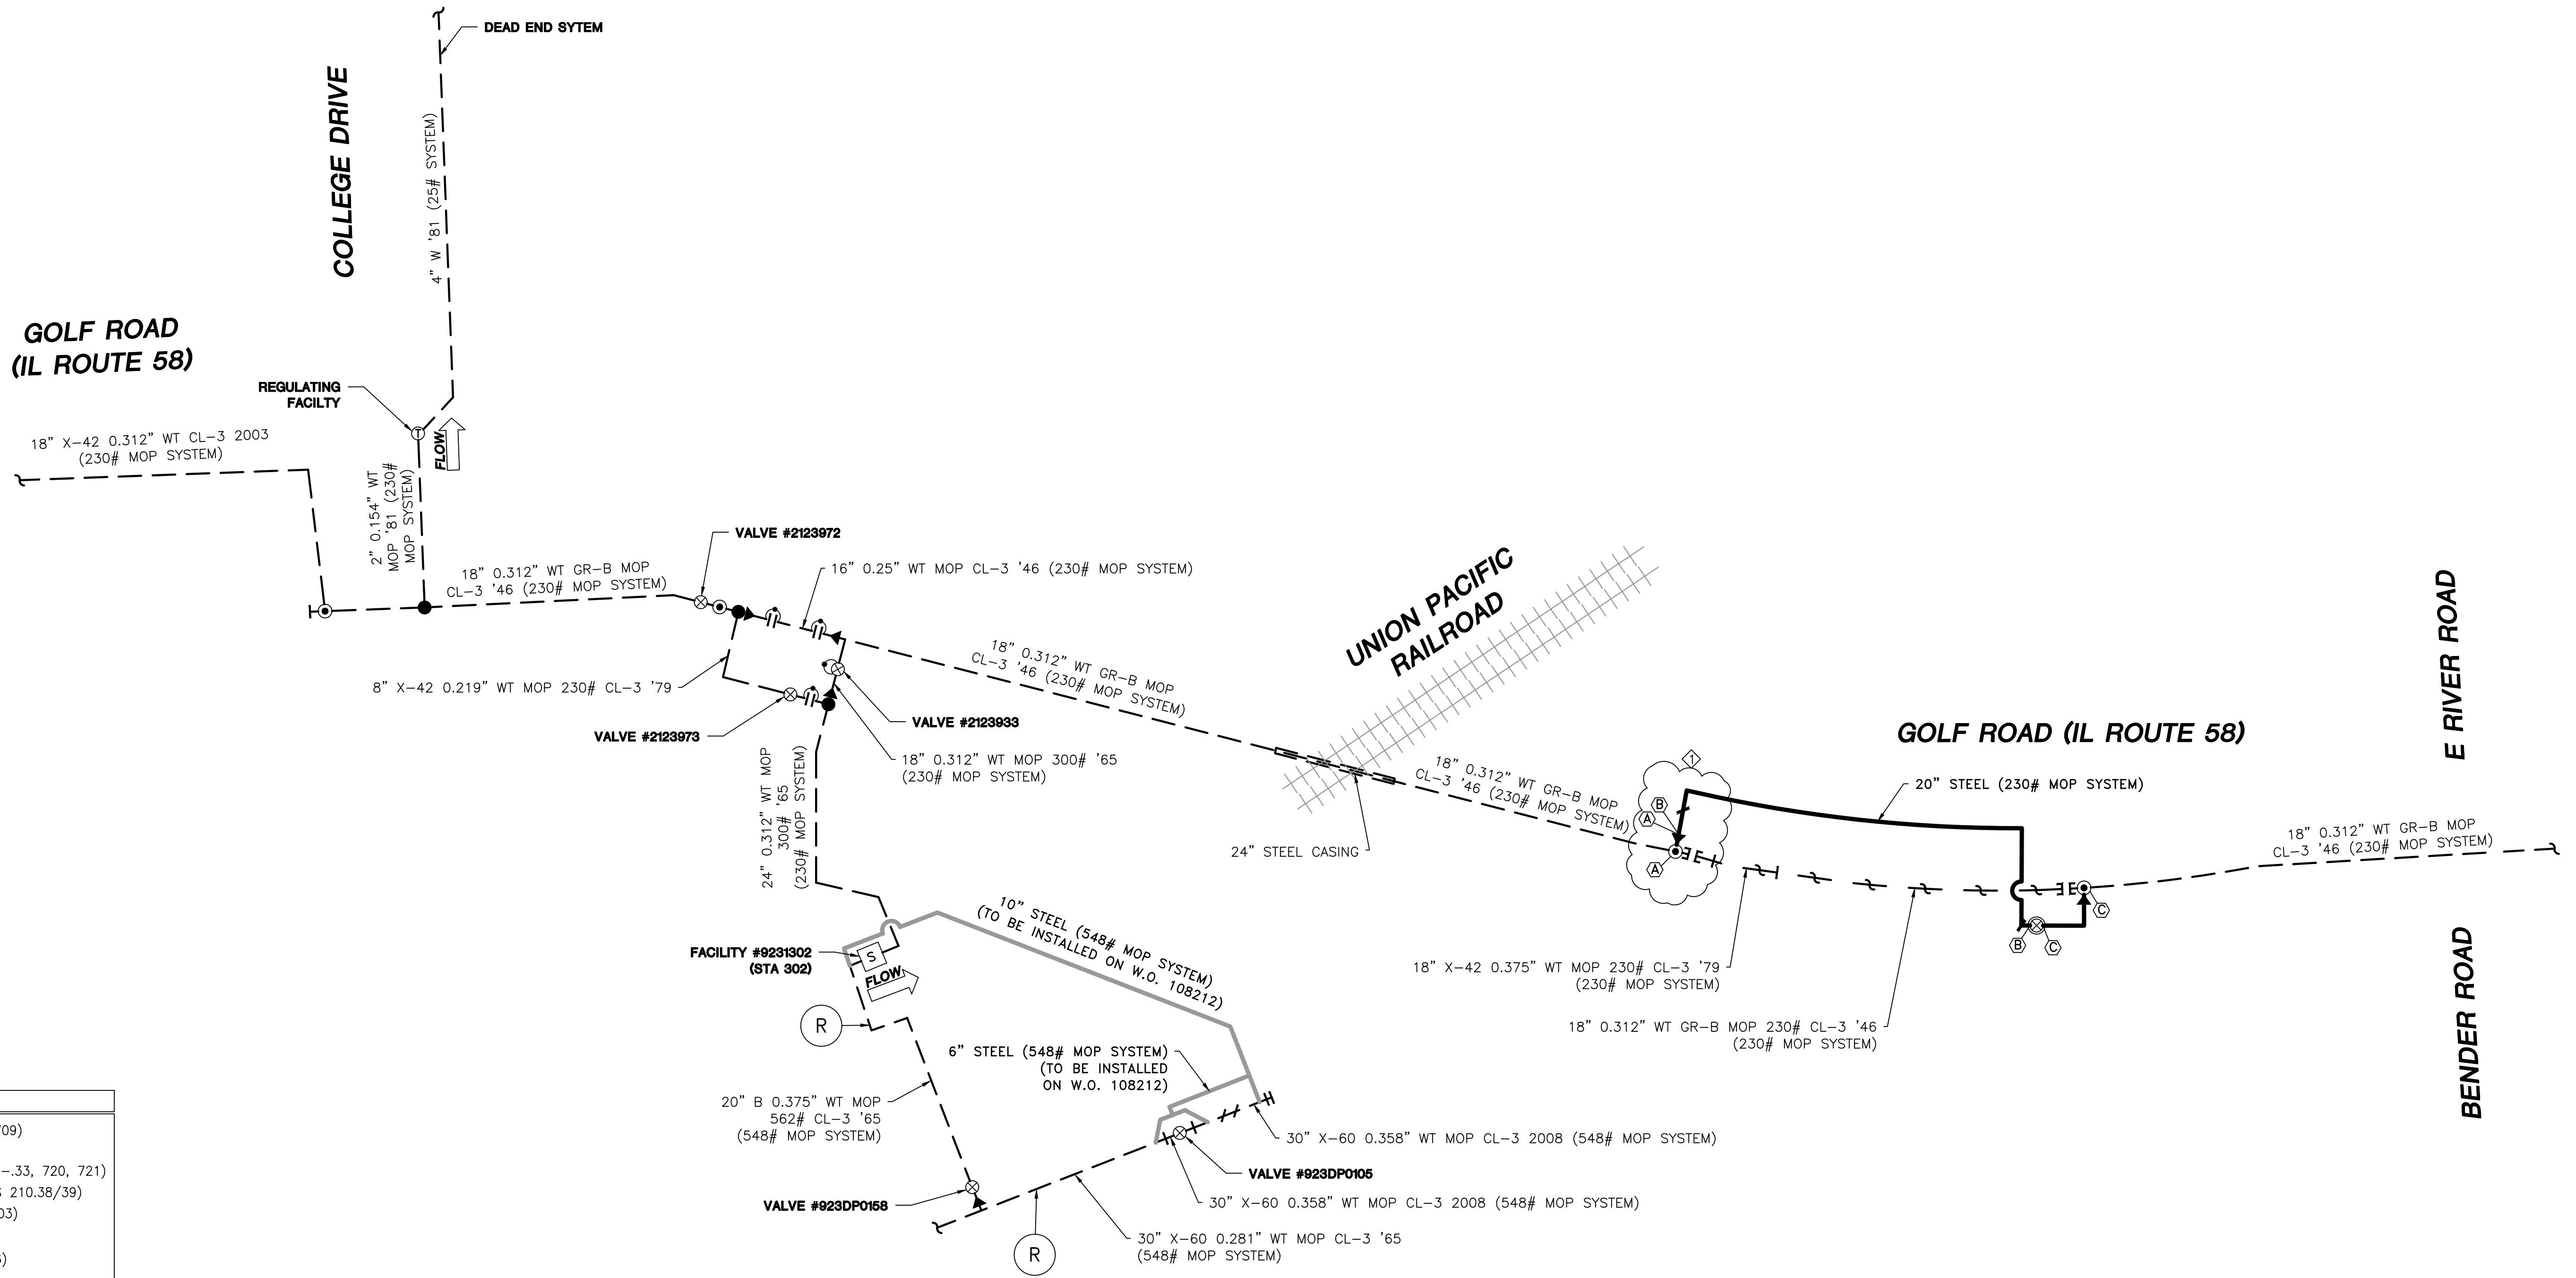 DEAD END SYTEM
COLLEGE DRIVE
4" W '81 (25# SYSTEM)
GOLF ROAD
(IL ROUTE 58)
REGULATING
FACILTY
T
FLOW
18" X-42 0.312" WT CL-3 2003
(230# MOP SYSTEM)
2" 0.154" WT
MOP '81 (230#
MOP SYSTEM)
18" 0.312" WT GR-B MOP
CL-3 '46 (230# MOP SYSTEM)
VALVE #2123972
16" 0.25" WT MOP CL-3 '46 (230# MOP SYSTEM)
8" X-42 0.219" WT MOP 230# CL-3 '79
VALVE #2123973
VALVE #2123933
18" 0.312" WT MOP 300# '65
(230# MOP SYSTEM)
18" 0.312" WT GR-B MOP
CL-3 '46 (230# MOP SYSTEM)
UNION PACIFIC
RAILROAD
24" STEEL CASING
18" 0.312" WT GR-B MOP
CL-3 '46 (230# MOP SYSTEM)
1
B
A
A
GOLF ROAD (IL ROUTE 58)
20" STEEL (230# MOP SYSTEM)
E RIVER ROAD
18" 0.312" WT GR-B MOP
CL-3 '46 (230# MOP SYSTEM)
C
B
C
18" X-42 0.375" WT MOP 230# CL-3 '79
(230# MOP SYSTEM)
18" 0.312" WT GR-B MOP 230# CL-3 '46
(230# MOP SYSTEM)
BENDER ROAD
24" 0.312" WT MOP
300# '65
(230# MOP SYSTEM)
FACILITY #9231302
(STA 302)
S
FLOW
R
10" STEEL (548# MOP SYSTEM)
(TO BE INSTALLED ON W.O. 108212)
6" STEEL (548# MOP SYSTEM)
(TO BE INSTALLED
ON W.O. 108212)
20" B 0.375" WT MOP
562# CL-3 '65
(548# MOP SYSTEM)
30" X-60 0.358" WT MOP CL-3 2008 (548# MOP SYSTEM)
VALVE #923DP0105
30" X-60 0.358" WT MOP CL-3 2008 (548# MOP SYSTEM)
VALVE #923DP0158
30" X-60 0.281" WT MOP CL-3 '65
(548# MOP SYSTEM)
R
/09)
-.33, 720, 721)
210.38/39)
03)